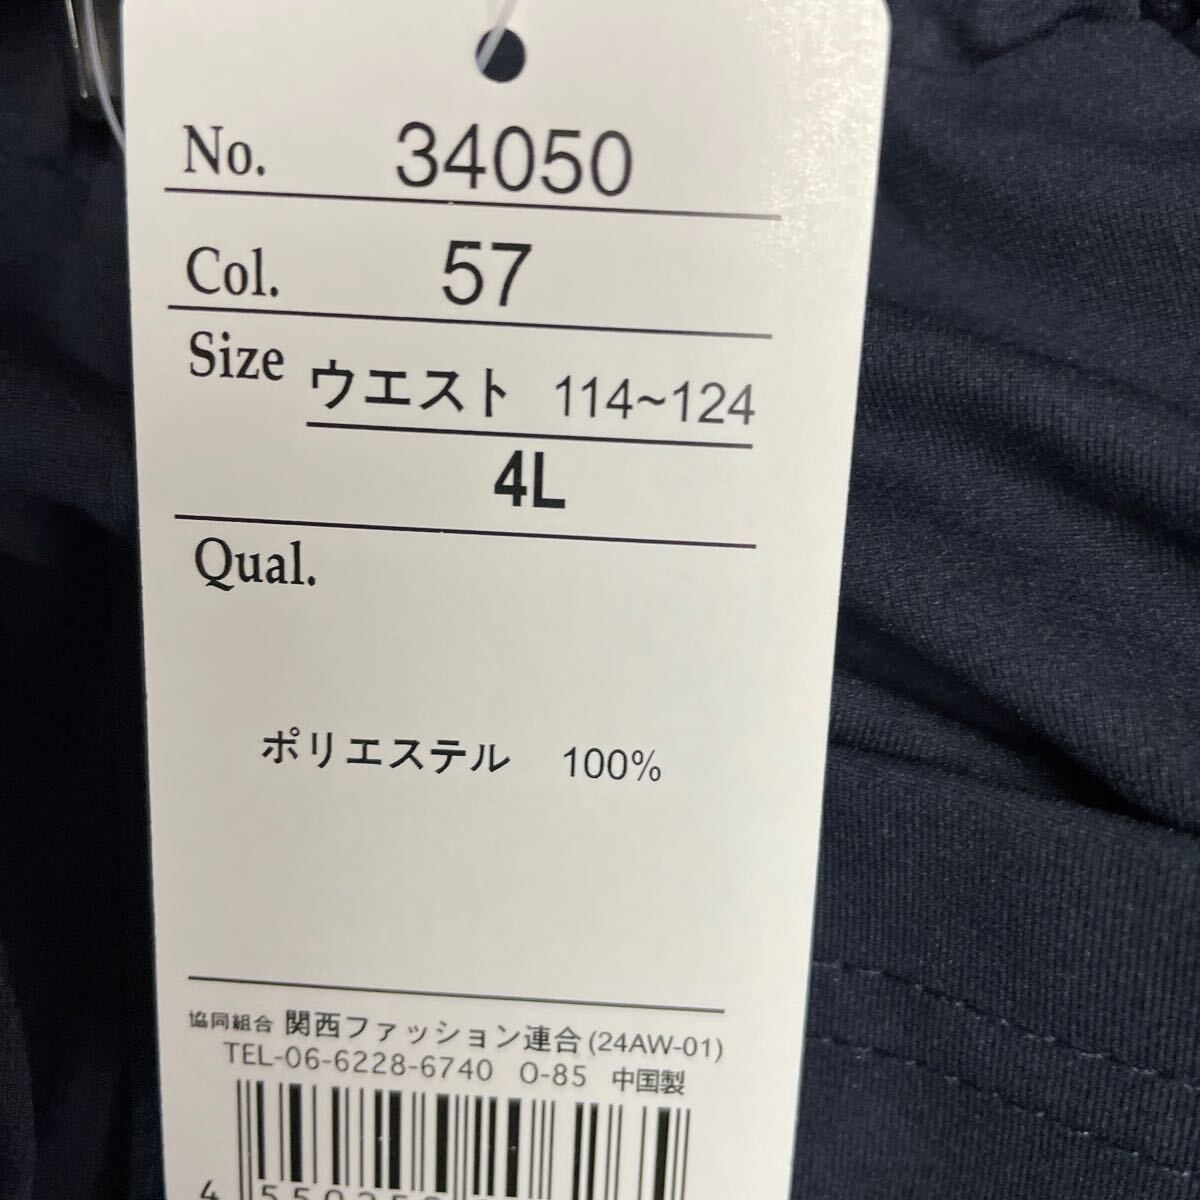 No. 34050
Col. 57
Size ウエスト 114~124
4L
Qual.
ポリエステル 100%
協同組合 関西ファッション連合(24AW-01)
TEL-06-6228-6740 O-85 中国製